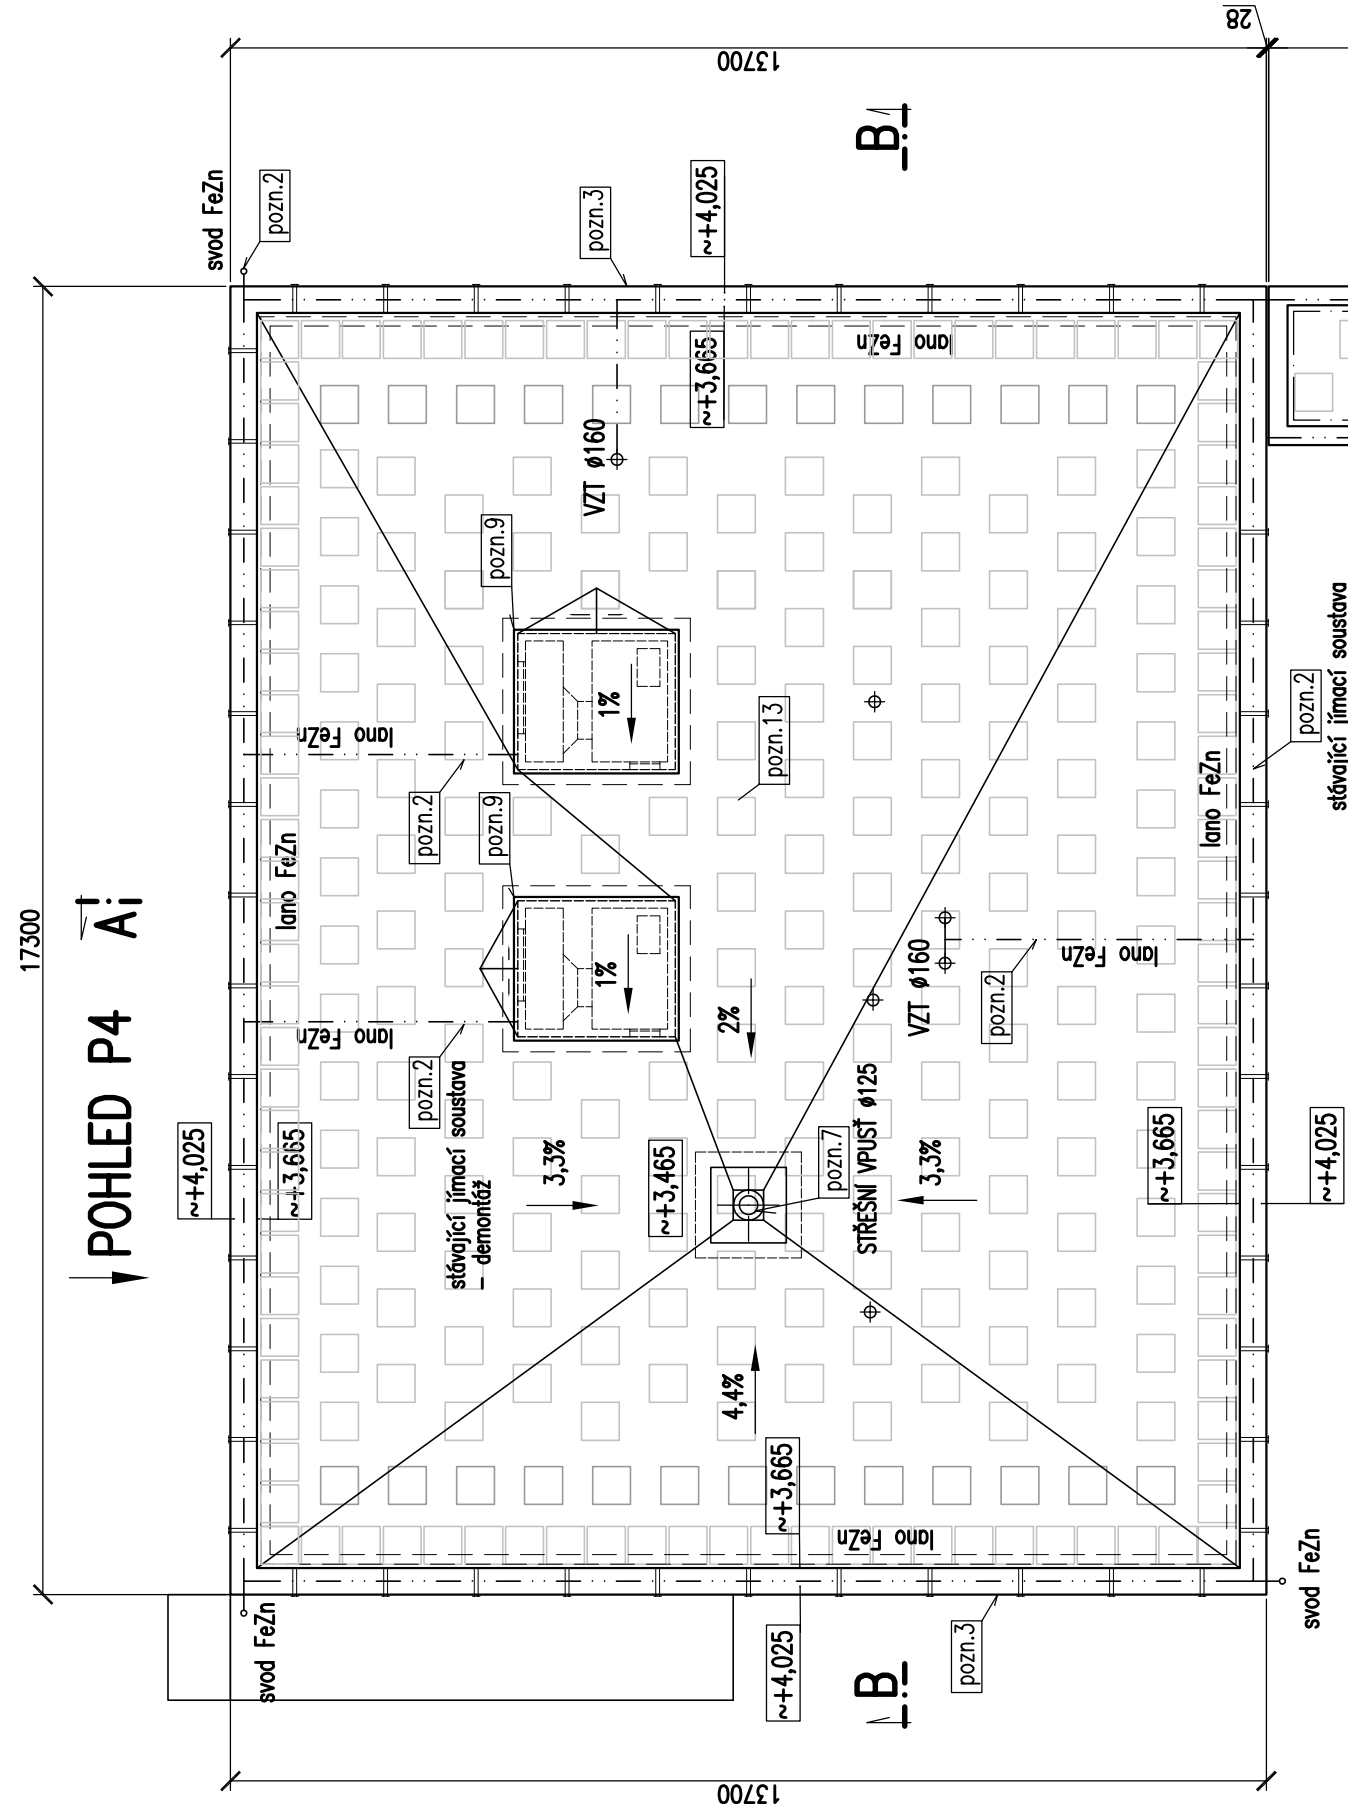 28
13700
B
svod FeZn
pozn.2
pozn.3
~+4,025
~+3,665
lano FeZn
VZT ø160
17300
pozn.9
1%
pozn.13
pozn.2
stávající jímací soustava
lano FeZn
pozn.2
pozn.9
lano FeZn
lano FeZn
A
POHLED P4
1%
2%
VZT ø160
lano FeZn
pozn.2
lano FeZn
pozn.2
stávající jímací soustava
– demontáž
~+4,025
~+3,665
3,3%
~+3,465
STŘEŠNÍ VPUSŤ ø125
pozn.7
3,3%
~+3,665
~+4,025
4,4%
~+3,665
lano FeZn
svod FeZn
svod FeZn
~+4,025
B
pozn.3
13700